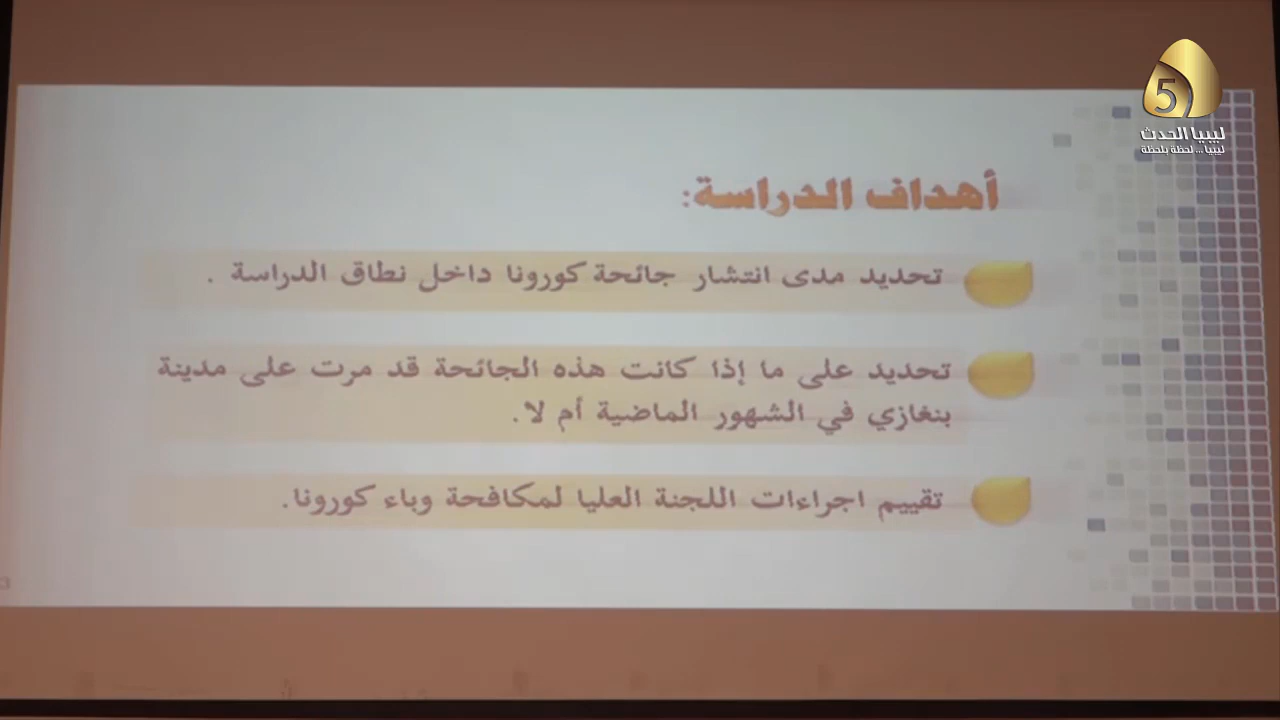 5
ليبيا الحدث
ليبيا ... لحظة بلحظة
أهداف الدراسة:
تحديد مدى انتشار جائحة كورونا داخل نطاق الدراسة .
تحديد على ما إذا كانت هذه الجائحة قد مرت على مدينة
بنغازي في الشهور الماضية أم لا.
تقييم اجراءات اللجنة العليا لمكافحة وباء كورونا.
3